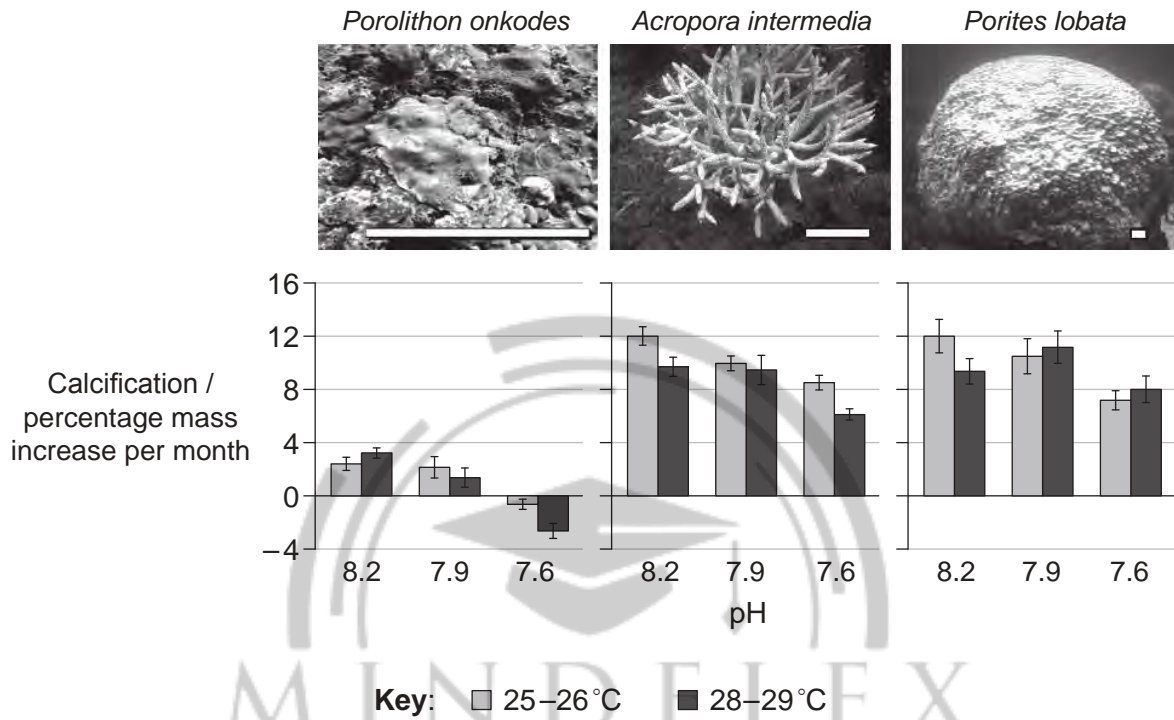 Porolithon onkodes Acropora intermedia Porites lobata
16
12
8
4
0
–4
Calcification /
percentage mass
increase per month
8.2 7.9 7.6 8.2 7.9 7.6 8.2 7.9 7.6
pH
MINDFLEX
Key: 25–26 °C 28–29 °C